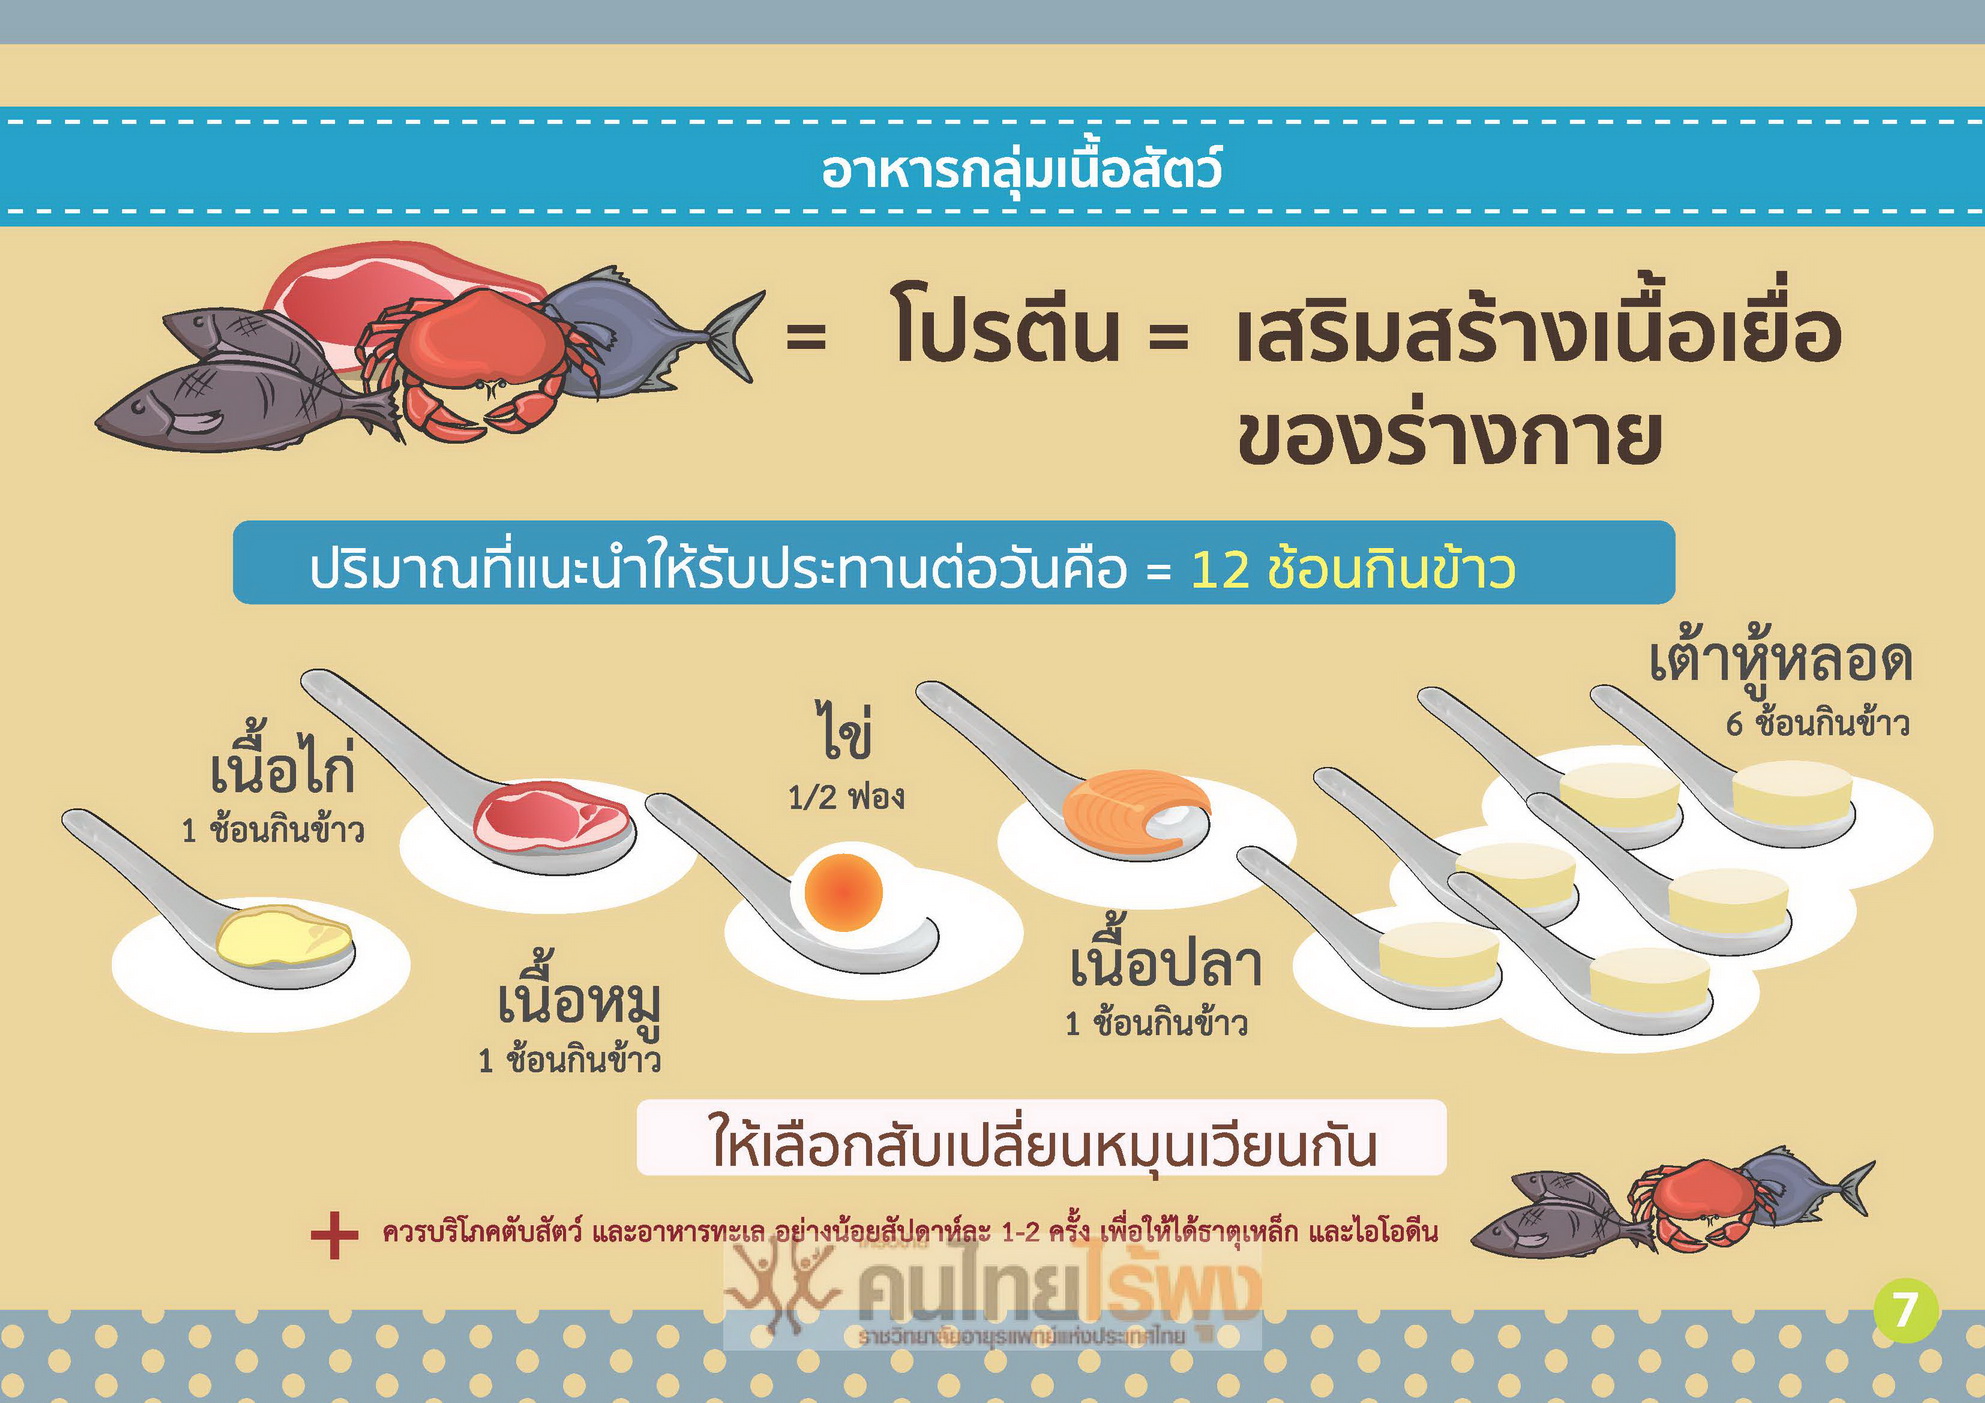 อาหารกลุ่มเนื้อสัตว์
= โปรตีน = เสริมสร้างเนื้อเยื่อ
ของร่างกาย
ปริมาณที่แนะนำให้รับประทานต่อวันคือ = 12 ช้อนกินข้าว
เนื้อไก่
1 ช้อนกินข้าว
เนื้อหมู
1 ช้อนกินข้าว
ไข่
1/2 ฟอง
เนื้อปลา
1 ช้อนกินข้าว
เต้าหู้หลอด
6 ช้อนกินข้าว
ให้เลือกสับเปลี่ยนหมุนเวียนกัน
+ ควรบริโภคตับสัตว์ และอาหารทะเล อย่างน้อยสัปดาห์ละ 1-2 ครั้ง เพื่อให้ได้ธาตุเหล็ก และไอโอดีน
คนไทยไร้พุง
ราชวิทยาลัยอายุรแพทย์แห่งประเทศไทย
7